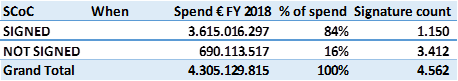 SCoC When Spend € FY 2018 % of spend Signature count
SIGNED 3.615.016.297 84% 1.150
NOT SIGNED 690.113.517 16% 3.412
Grand Total 4.305.129.815 100% 4.562